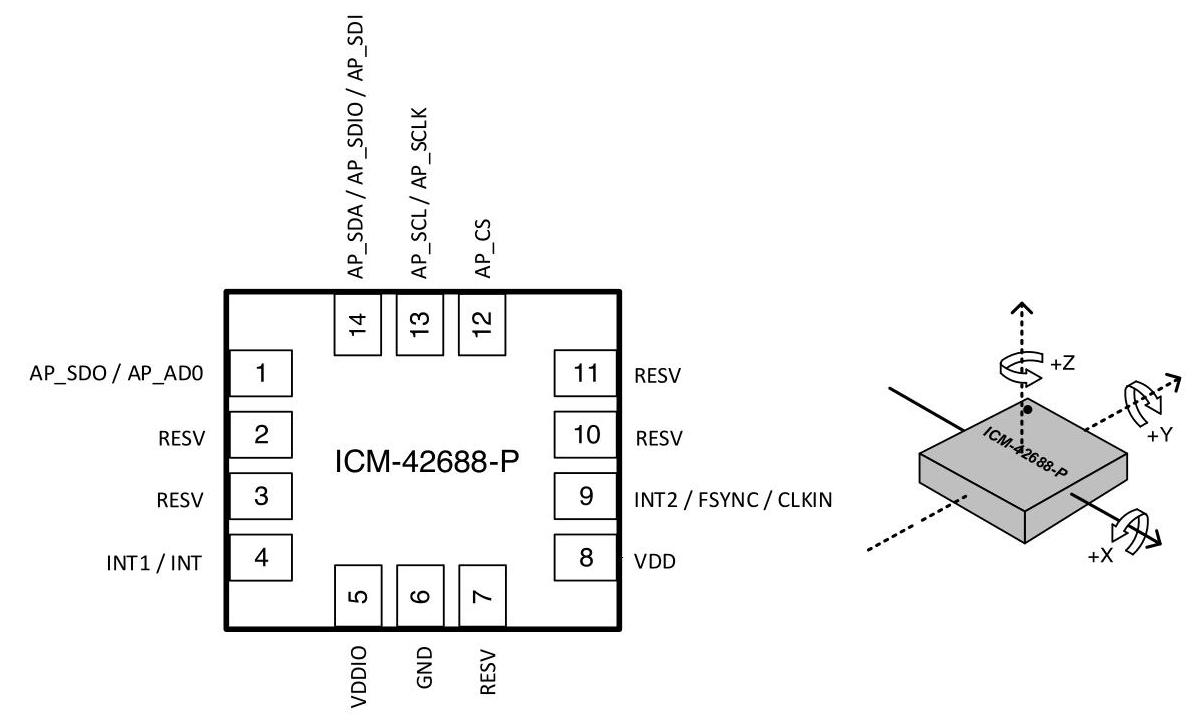 AP_SDA / AP_SDIO / AP_SDI
AP_SCL / AP_SCLK
AP_CS
14
13
12
AP_SDO / AP_AD0
1
11
RESV
RESV
2
10
RESV
ICM-42688-P
RESV
3
9
INT2 / FSYNC / CLKIN
INT1 / INT
4
8
VDD
5
6
7
VDDIO
GND
RESV
+Z
+Y
ICM-42688-P
+X